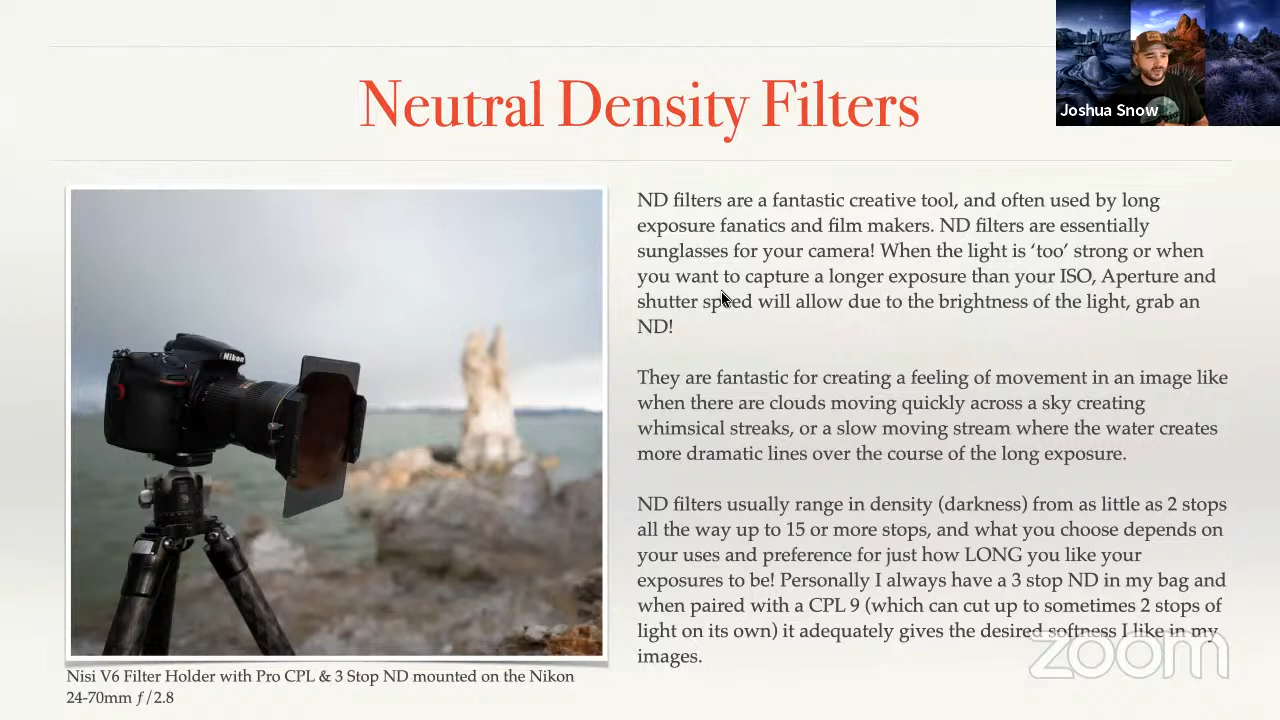 Neutral Density Filters
Joshua Snow
Nikon
ND filters are a fantastic creative tool, and often used by long
exposure fanatics and film makers. ND filters are essentially
sunglasses for your camera! When the light is ‘too’ strong or when
you want to capture a longer exposure than your ISO, Aperture and
shutter speed will allow due to the brightness of the light, grab an
ND!
They are fantastic for creating a feeling of movement in an image like
when there are clouds moving quickly across a sky creating
whimsical streaks, or a slow moving stream where the water creates
more dramatic lines over the course of the long exposure.
ND filters usually range in density (darkness) from as little as 2 stops
all the way up to 15 or more stops, and what you choose depends on
your uses and preference for just how LONG you like your
exposures to be! Personally I always have a 3 stop ND in my bag and
when paired with a CPL 9 (which can cut up to sometimes 2 stops of
light on its own) it adequately gives the desired softness I like in my
images.
Nisi V6 Filter Holder with Pro CPL & 3 Stop ND mounted on the Nikon
24-70mm ƒ/2.8
zoom